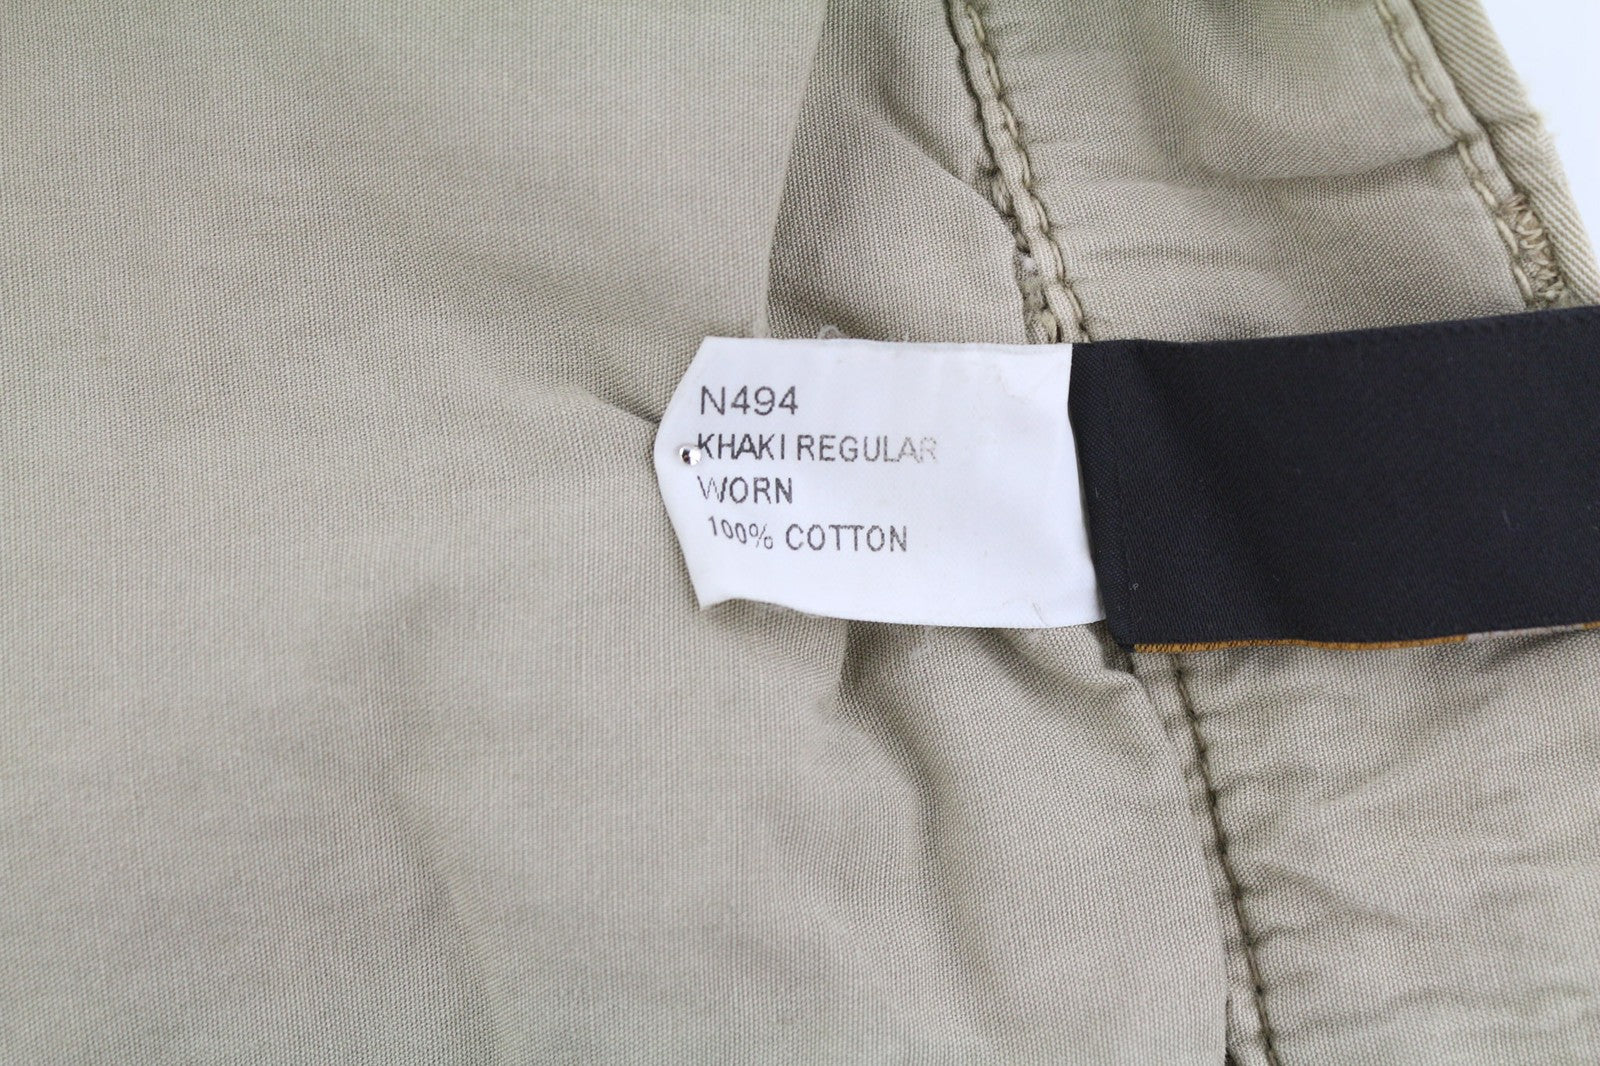 N494
KHAKI REGULAR
WORN
100% COTTON